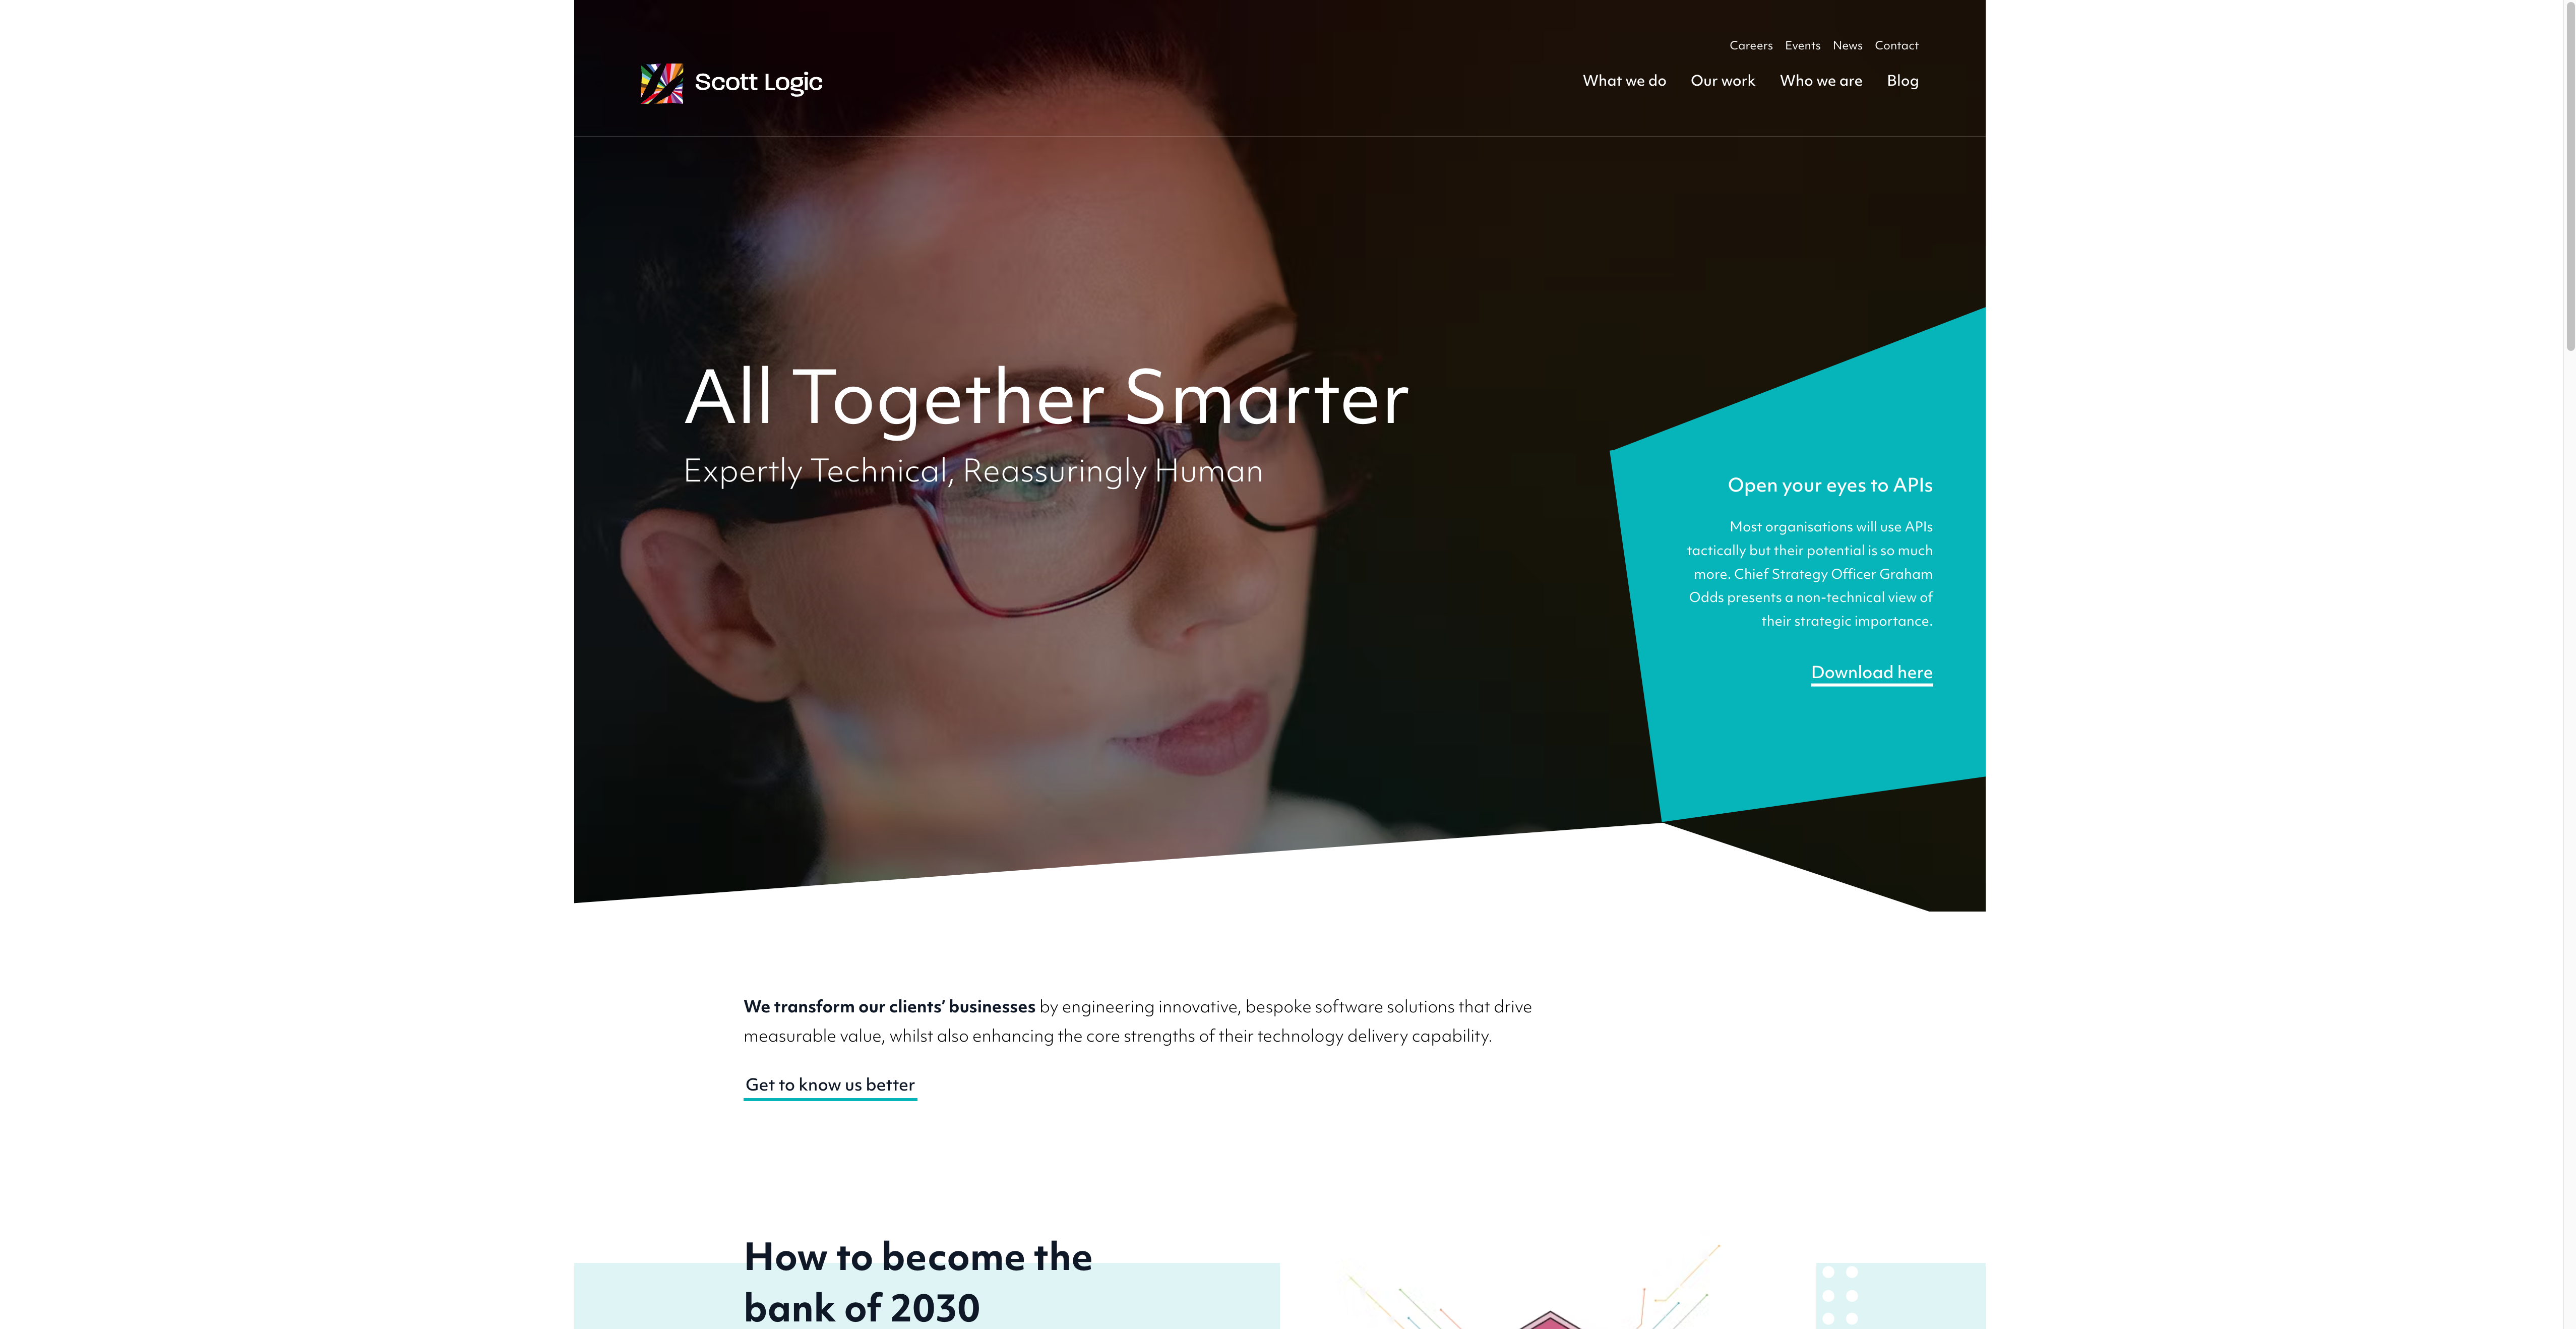 Careers Events News Contact
Scott Logic
What we do Our work Who we are Blog
All Together Smarter
Expertly Technical, Reassuringly Human
Open your eyes to APIs
Most organisations will use APIs
tactically but their potential is so much
more. Chief Strategy Officer Graham
Odds presents a non-technical view of
their strategic importance.
Download here
We transform our clients’ businesses by engineering innovative, bespoke software solutions that drive
measurable value, whilst also enhancing the core strengths of their technology delivery capability.
Get to know us better
How to become the
bank of 2030